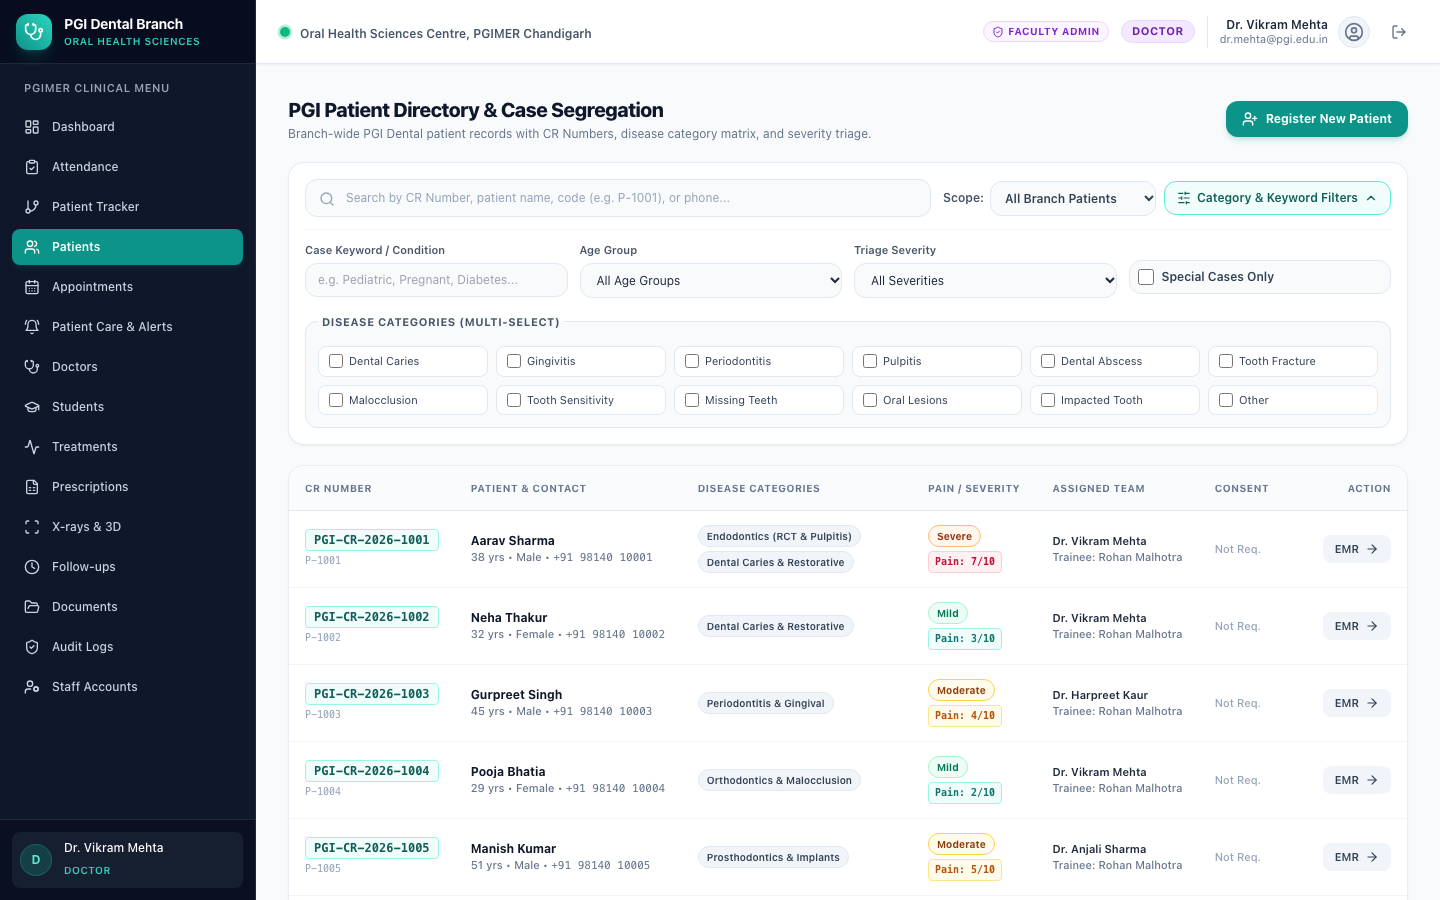 PGI Dental Branch
ORAL HEALTH SCIENCES
Oral Health Sciences Centre, PGIMER Chandigarh
FACULTY ADMIN
DOCTOR
Dr. Vikram Mehta
dr.mehta@pgi.edu.in
PGIMER CLINICAL MENU
Dashboard
Attendance
Patient Tracker
Patients
Appointments
Patient Care & Alerts
Doctors
Students
Treatments
Prescriptions
X-rays & 3D
Follow-ups
Documents
Audit Logs
Staff Accounts
D
Dr. Vikram Mehta
DOCTOR
PGI Patient Directory & Case Segregation
Branch-wide PGI Dental patient records with CR Numbers, disease category matrix, and severity triage.
Register New Patient
Search by CR Number, patient name, code (e.g. P-1001), or phone...
Scope:
All Branch Patients
Category & Keyword Filters
Case Keyword / Condition
Age Group
Triage Severity
e.g. Pediatric, Pregnant, Diabetes...
All Age Groups
All Severities
Special Cases Only
DISEASE CATEGORIES (MULTI-SELECT)
Dental Caries
Gingivitis
Periodontitis
Pulpitis
Dental Abscess
Tooth Fracture
Malocclusion
Tooth Sensitivity
Missing Teeth
Oral Lesions
Impacted Tooth
Other
CR NUMBER
PATIENT & CONTACT
DISEASE CATEGORIES
PAIN / SEVERITY
ASSIGNED TEAM
CONSENT
ACTION
PGI-CR-2026-1001
P-1001
Aarav Sharma
38 yrs • Male • +91 98140 10001
Endodontics (RCT & Pulpitis)
Dental Caries & Restorative
Severe
Pain: 7/10
Dr. Vikram Mehta
Trainee: Rohan Malhotra
Not Req.
EMR
PGI-CR-2026-1002
P-1002
Neha Thakur
32 yrs • Female • +91 98140 10002
Dental Caries & Restorative
Mild
Pain: 3/10
Dr. Vikram Mehta
Trainee: Rohan Malhotra
Not Req.
EMR
PGI-CR-2026-1003
P-1003
Gurpreet Singh
45 yrs • Male • +91 98140 10003
Periodontitis & Gingival
Moderate
Pain: 4/10
Dr. Harpreet Kaur
Trainee: Rohan Malhotra
Not Req.
EMR
PGI-CR-2026-1004
P-1004
Pooja Bhatia
29 yrs • Female • +91 98140 10004
Orthodontics & Malocclusion
Mild
Pain: 2/10
Dr. Vikram Mehta
Trainee: Rohan Malhotra
Not Req.
EMR
PGI-CR-2026-1005
P-1005
Manish Kumar
51 yrs • Male • +91 98140 10005
Prosthodontics & Implants
Moderate
Pain: 5/10
Dr. Anjali Sharma
Trainee: Rohan Malhotra
Not Req.
EMR